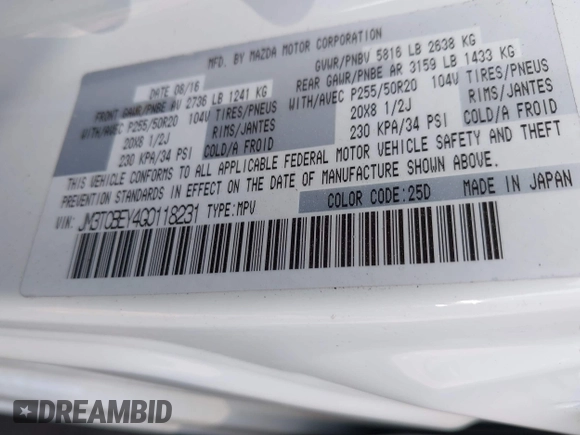 MFD. BY MAZDA MOTOR CORPORATION
DATE 08/16 GVWR/PNBV 5816 LB 2638 KG
FRONT GAWR/PNBE AV 2736 LB 1241 KG REAR GAWR/PNBE AR 3159 LB 1433 KG
WITH/AVEC P255/50R20 104V TIRES/PNEUS WITH/AVEC P255/50R20 104V TIRES/PNEUS
20X8 1/2J RIMS/JANTES 20X8 1/2J RIMS/JANTES
230 KPA/34 PSI COLD/A FROID 230 KPA/34 PSI COLD/A FROID
THIS VEHICLE CONFORMS TO ALL APPLICABLE FEDERAL MOTOR VEHICLE SAFETY AND THEFT
PREVENTION STANDARDS IN EFFECT ON THE DATE OF MANUFACTURE SHOWN ABOVE.
VIN: JM3TCBEY4G0118231 TYPE:MPV COLOR CODE:25D MADE IN JAPAN
DREAMBID